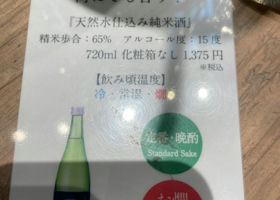 『天然水仕込み純米酒』
精米歩合：65% アルコール度：15度
720ml 化粧箱なし 1,375円
※税込
【飲み頃温度】
冷・常温・燗
定番・晩酌
Standard Sake